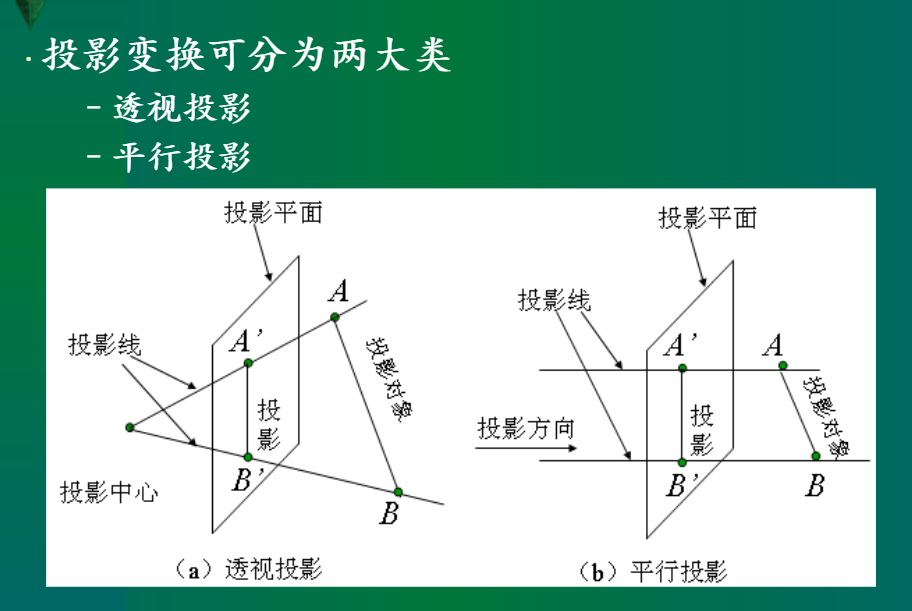 · 投影变换可分为两大类
– 透视投影
– 平行投影
投影平面
A
A’
投影线
投影对象
投影
B’
投影中心
B
（a）透视投影
投影平面
投影线
A’
A
投影对象
投影
投影方向
B’
B
（b）平行投影